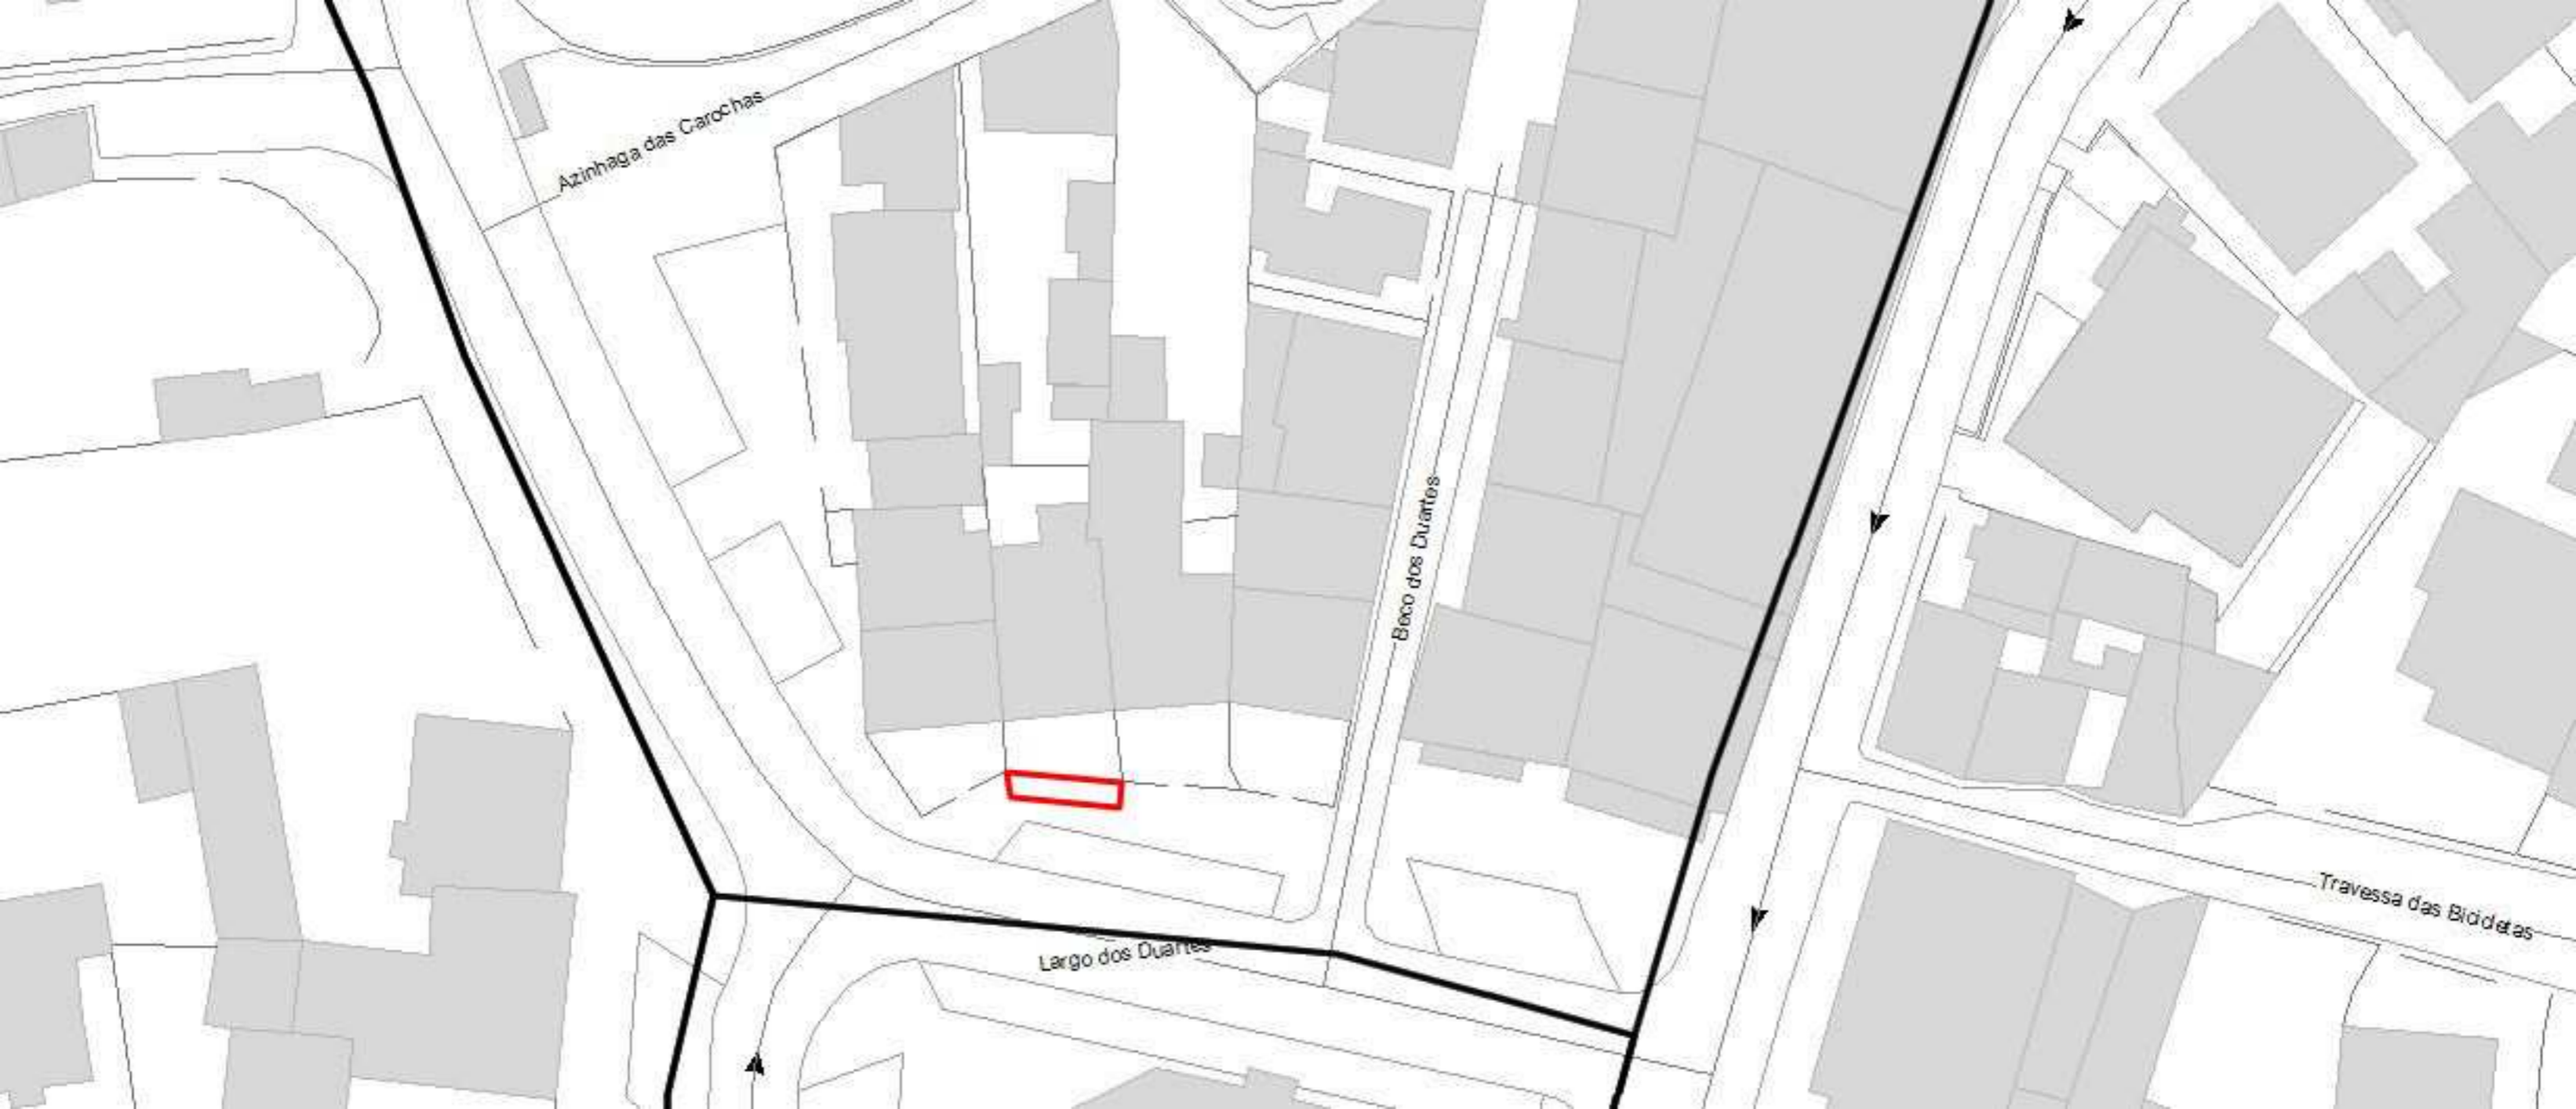 Azinhaga das Carochas
Beco dos Duartes
Travessa das Bicicletas
Largo dos Duartes